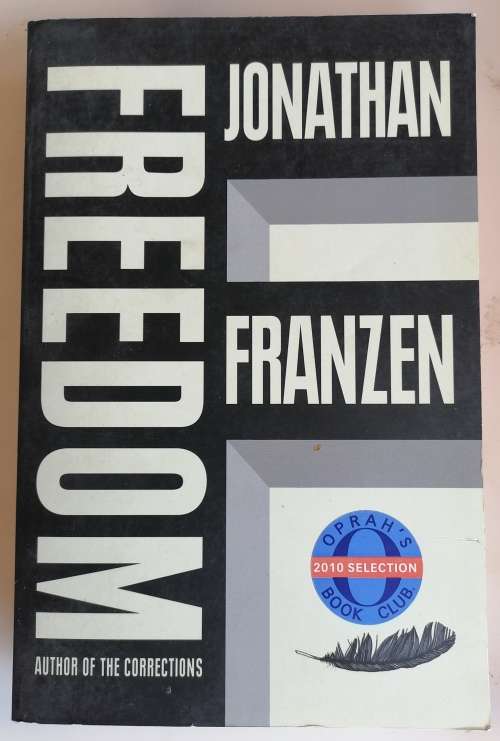 FREEDOM
JONATHAN
FRANZEN
OPRAH'S
O
2010 SELECTION
BOOK CLUB
AUTHOR OF THE CORRECTIONS